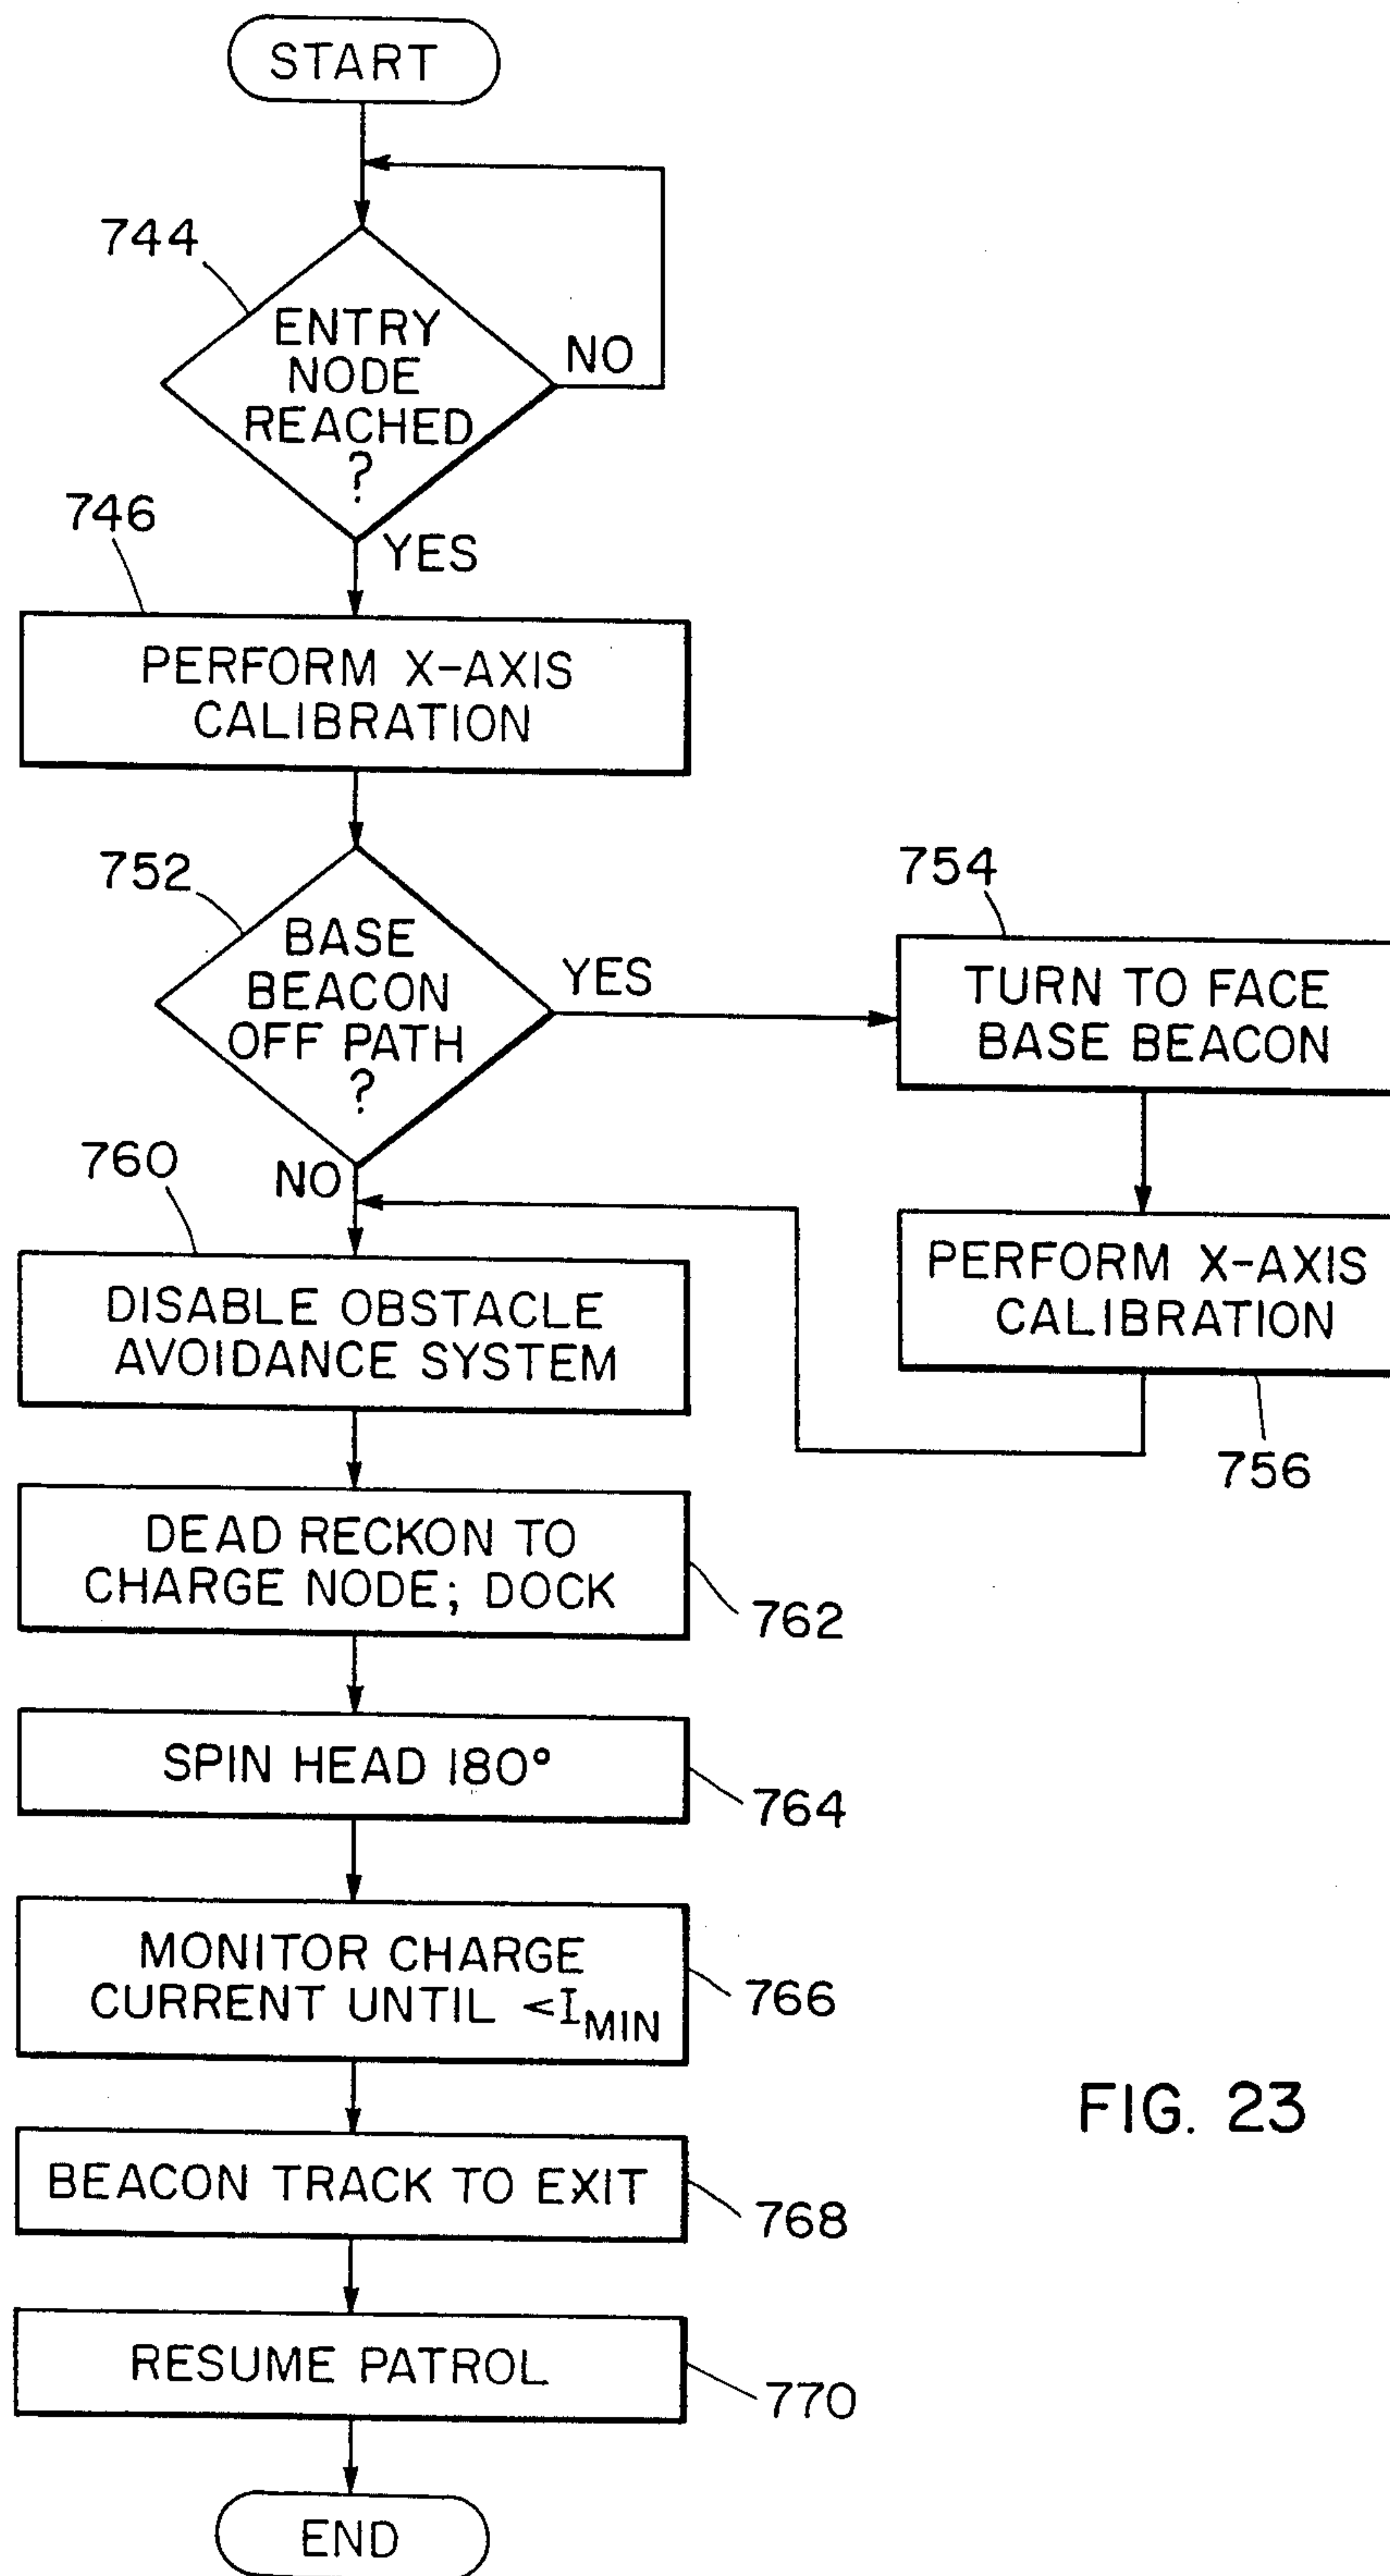 START
744
ENTRY
NODE
REACHED
?
NO
YES
746
PERFORM X-AXIS
CALIBRATION
752
BASE
BEACON
OFF PATH
?
YES
NO
754
TURN TO FACE
BASE BEACON
PERFORM X-AXIS
CALIBRATION
756
760
DISABLE OBSTACLE
AVOIDANCE SYSTEM
DEAD RECKON TO
CHARGE NODE; DOCK
762
SPIN HEAD 180°
764
MONITOR CHARGE
CURRENT UNTIL <IMIN
766
BEACON TRACK TO EXIT
768
RESUME PATROL
770
END
FIG. 23